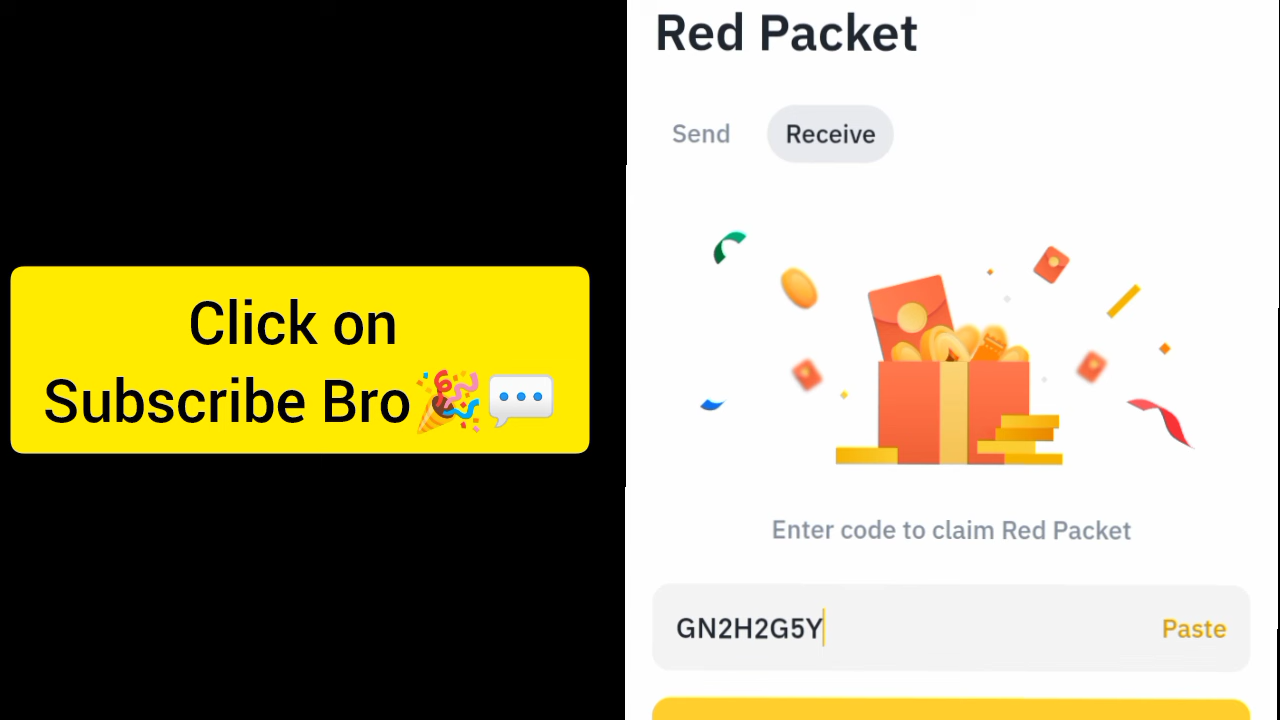 Click on
Subscribe Bro🎉💬
Red Packet
Send
Receive
Enter code to claim Red Packet
GN2H2G5Y
Paste